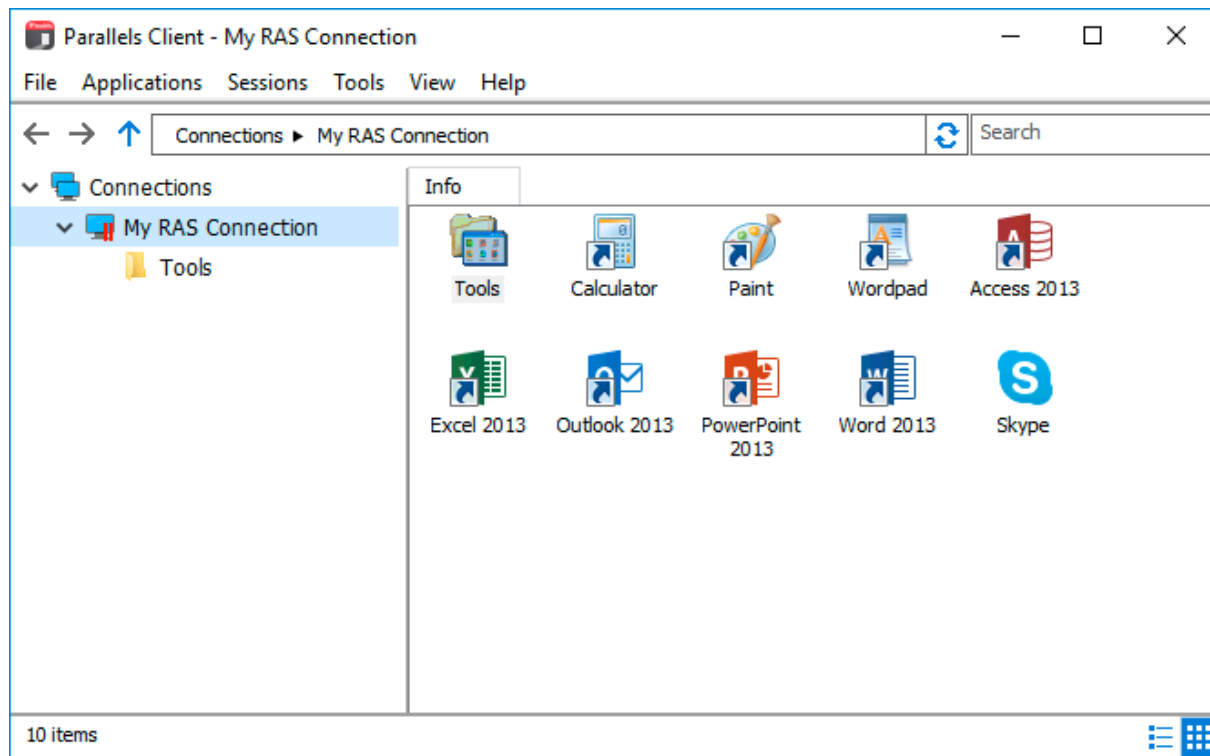 Parallels Client - My RAS Connection
File Applications Sessions Tools View Help
Connections ▸ My RAS Connection
Search
Connections
My RAS Connection
Tools
Info
Tools Calculator Paint Wordpad Access 2013
Excel 2013 Outlook 2013 PowerPoint 2013 Word 2013 Skype
10 items